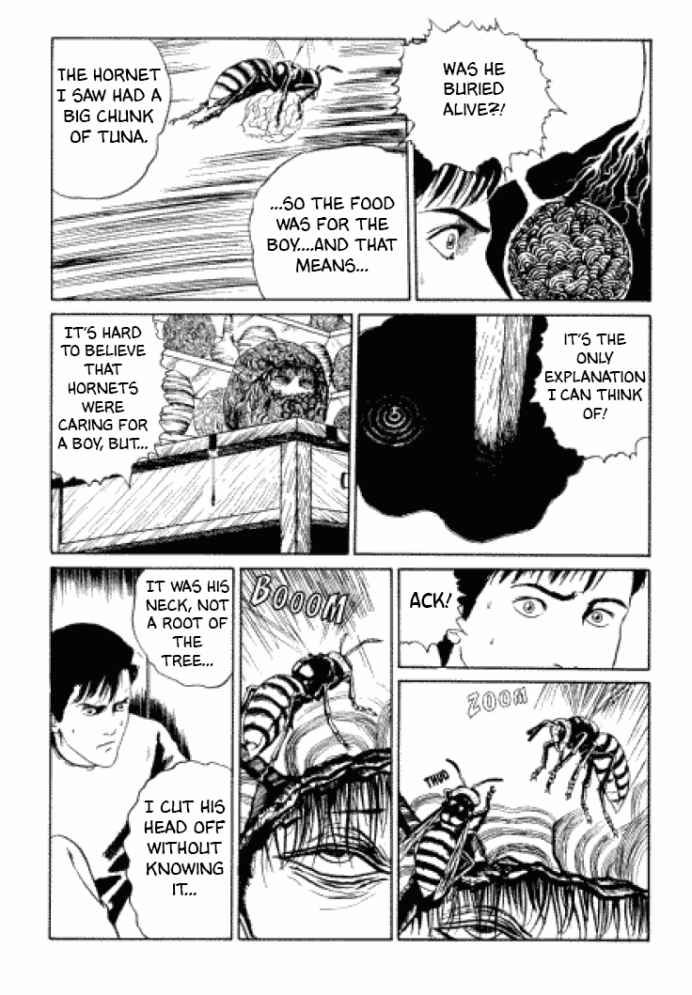 THE HORNET
I SAW HAD A
BIG CHUNK
OF TUNA.
...SO THE FOOD
WAS FOR THE
BOY....AND THAT
MEANS...
WAS HE
BURIED
ALIVE?!
IT'S HARD
TO BELIEVE
THAT
HORNETS
WERE
CARING FOR
A BOY, BUT...
IT'S THE
ONLY
EXPLANATION
I CAN THINK
OF!
IT WAS HIS
NECK, NOT
A ROOT OF
THE
TREE...
I CUT HIS
HEAD OFF
WITHOUT
KNOWING
IT...
BOOOM
ACK!
ZOOM
THUD